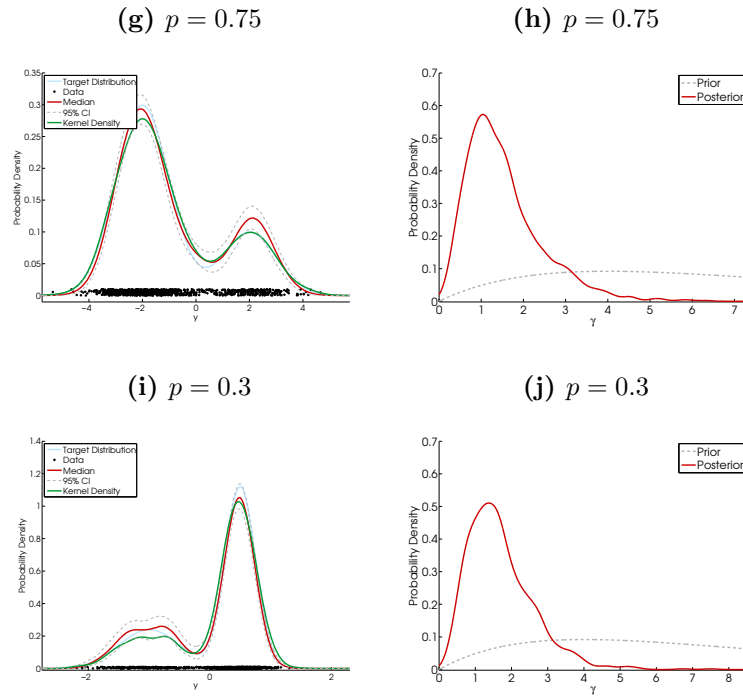 (g) p = 0.75
(h) p = 0.75
Target Distribution
Data
Median
95% CI
Kernel Density
Probability Density
0.35
0.3
0.25
0.2
0.15
0.1
0.05
0
−4 −2 0 2 4
y
Prior
Posterior
Probability Density
0.7
0.6
0.5
0.4
0.3
0.2
0.1
0
0 1 2 3 4 5 6 7
γ
(i) p = 0.3
(j) p = 0.3
Target Distribution
Data
Median
95% CI
Kernel Density
Probability Density
1.4
1.2
1
0.8
0.6
0.4
0.2
0
−2 0 2
y
Prior
Posterior
Probability Density
0.7
0.6
0.5
0.4
0.3
0.2
0.1
0
0 1 2 3 4 5 6 7 8
γ